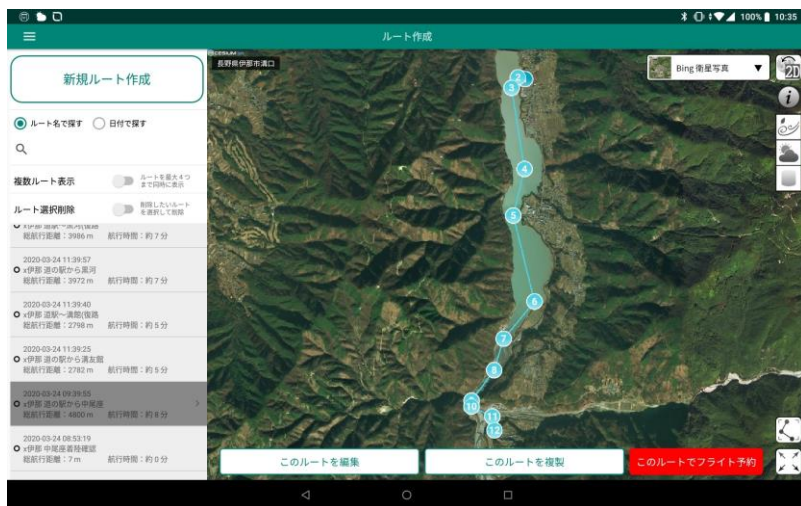 100% 10:35
ルート作成
新規ルート作成
ルート名で探す 日付で探す
複数ルート表示
ルートを最大4つ
まで同時に表示
ルート選択削除
削除したいルート
を選択して削除
総航行距離：3986 m 航行時間：約 7 分
2020-03-24 11:39:57
x伊那 道の駅から黒河
総航行距離：3972 m 航行時間：約 7 分
2020-03-24 11:39:40
総航行距離：2798 m 航行時間：約 5 分
2020-03-24 11:39:25
x伊那 道の駅から溝友館
総航行距離：2782 m 航行時間：約 5 分
2020-03-24 09:39:55
x伊那 道の駅から中尾座
総航行距離：4800 m 航行時間：約 8 分
2020-03-24 08:53:19
x伊那 中尾座着陸確認
総航行距離：7 m 航行時間：約 0 分
CESIUM
長野県伊那市溝口
Bing 衛星写真
2D
i
2
3
4
5
6
7
8
10
11
12
このルートを編集
このルートを複製
このルートでフライト予約